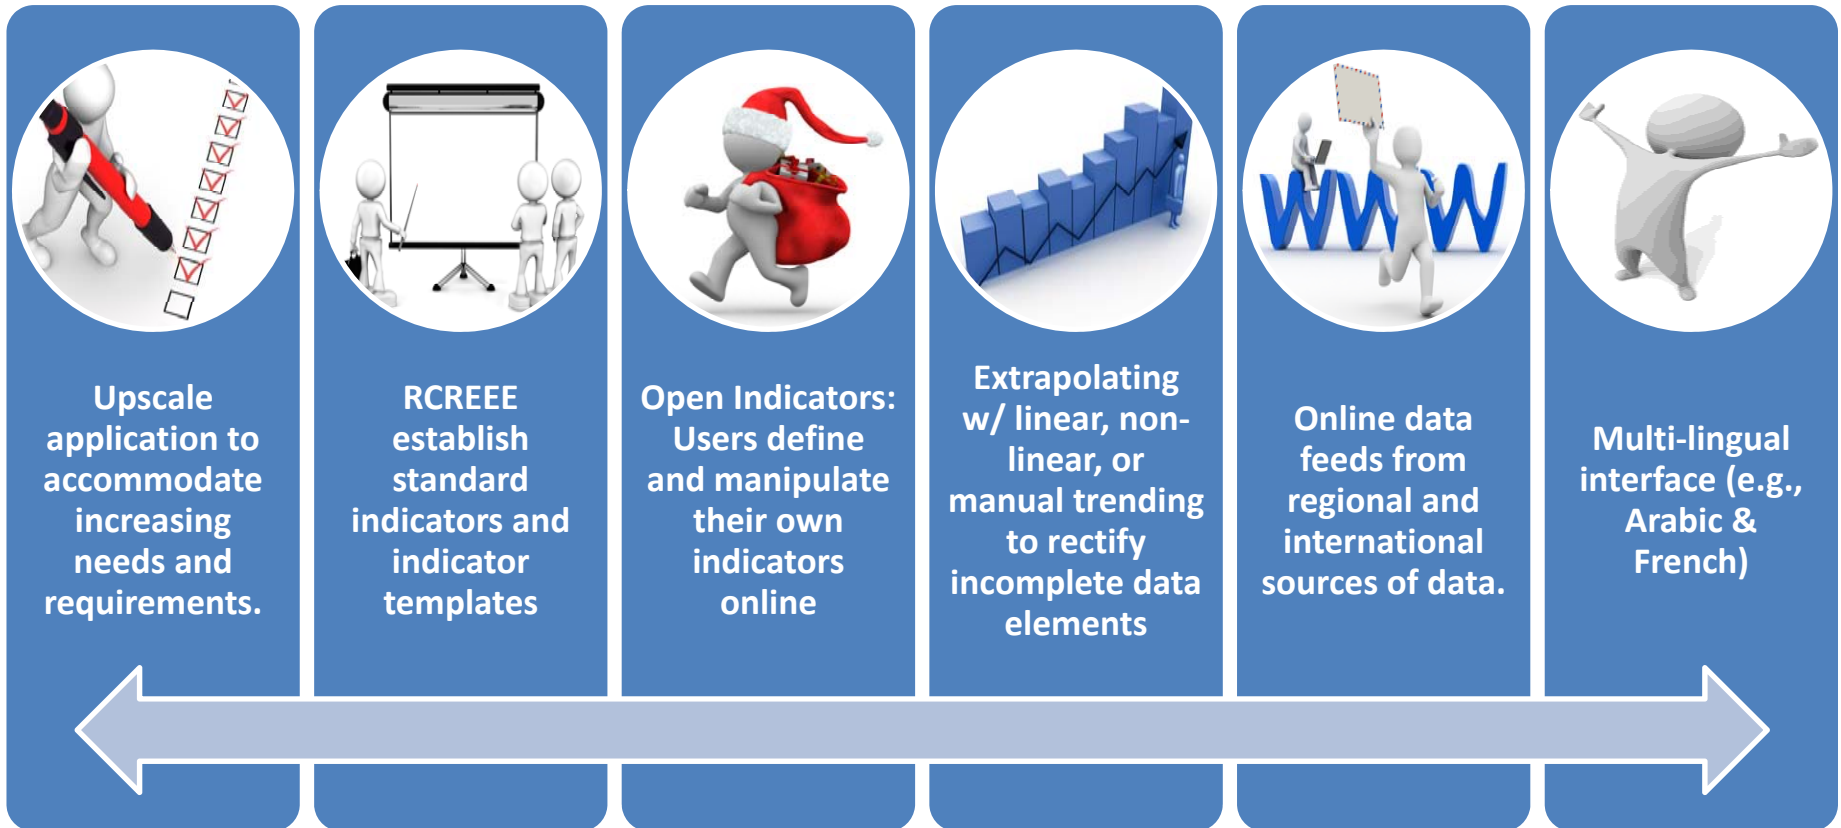 Upscale
application to
accommodate
increasing
needs and
requirements.
RCREEE
establish
standard
indicators and
indicator
templates
Open Indicators:
Users define
and manipulate
their own
indicators
online
Extrapolating
w/ linear, non-
linear, or
manual trending
to rectify
incomplete data
elements
WWW
Online data
feeds from
regional and
international
sources of data.
Multi-lingual
interface (e.g.,
Arabic &
French)